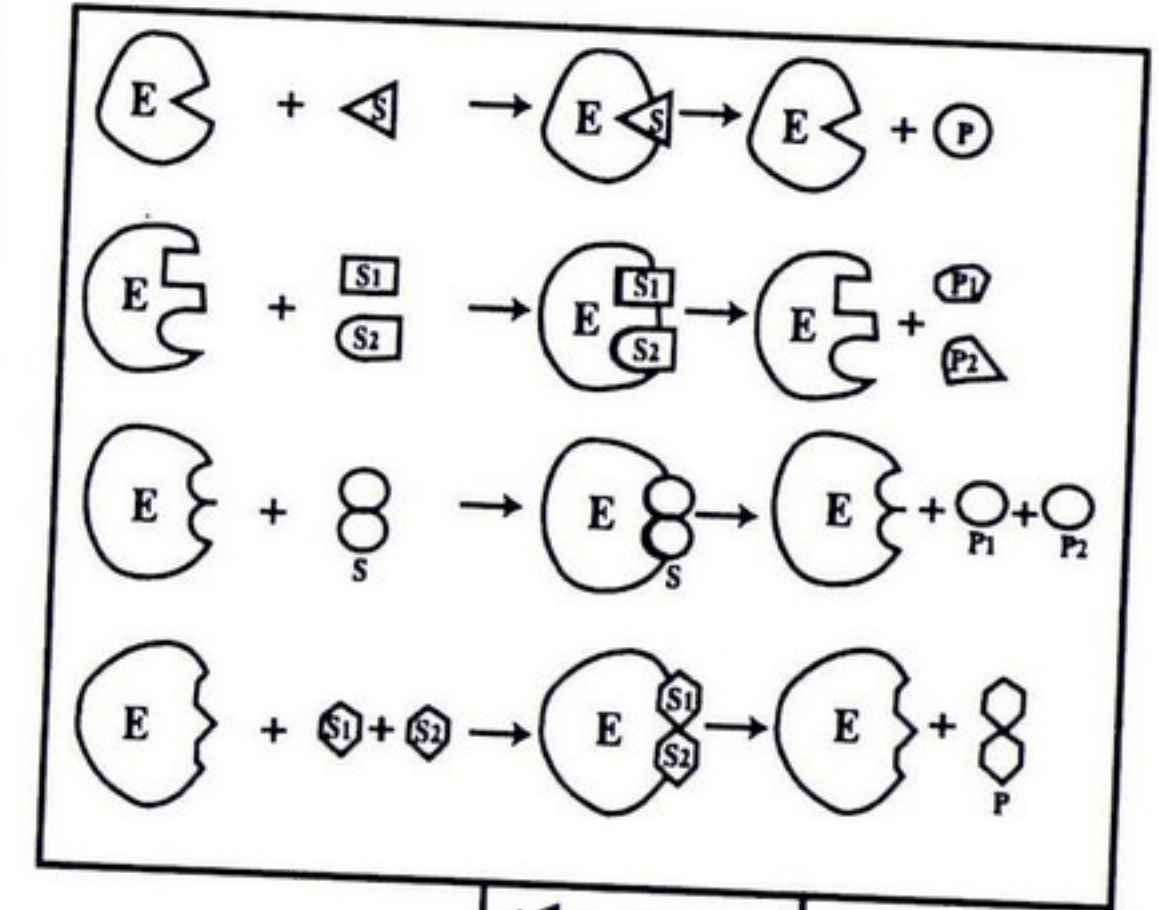 E + S → E S → E + P
E + S1 → E S1 → E + P1
S2 S2 P2
E + → E → E + +
S S P1 P2
E + S1 + S2 → E S1 → E +
S2
P